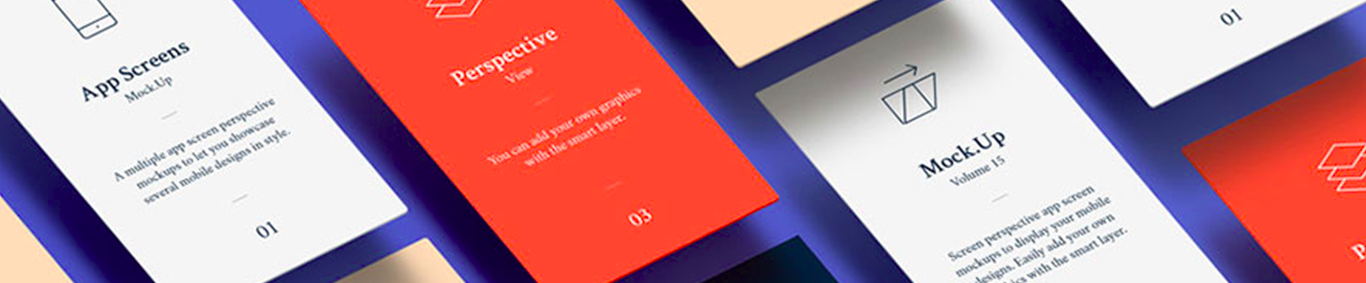 App Screens
Mock.Up
A multiple app screen perspective
mockups to let you showcase
several mobile designs in style.
01
Perspective
View
You can add your own graphics
with the smart layer.
03
Mock.Up
Volume 15
Screen perspective app screen
mockups to display your mobile
designs. Easily add your own
with the smart layer.
01